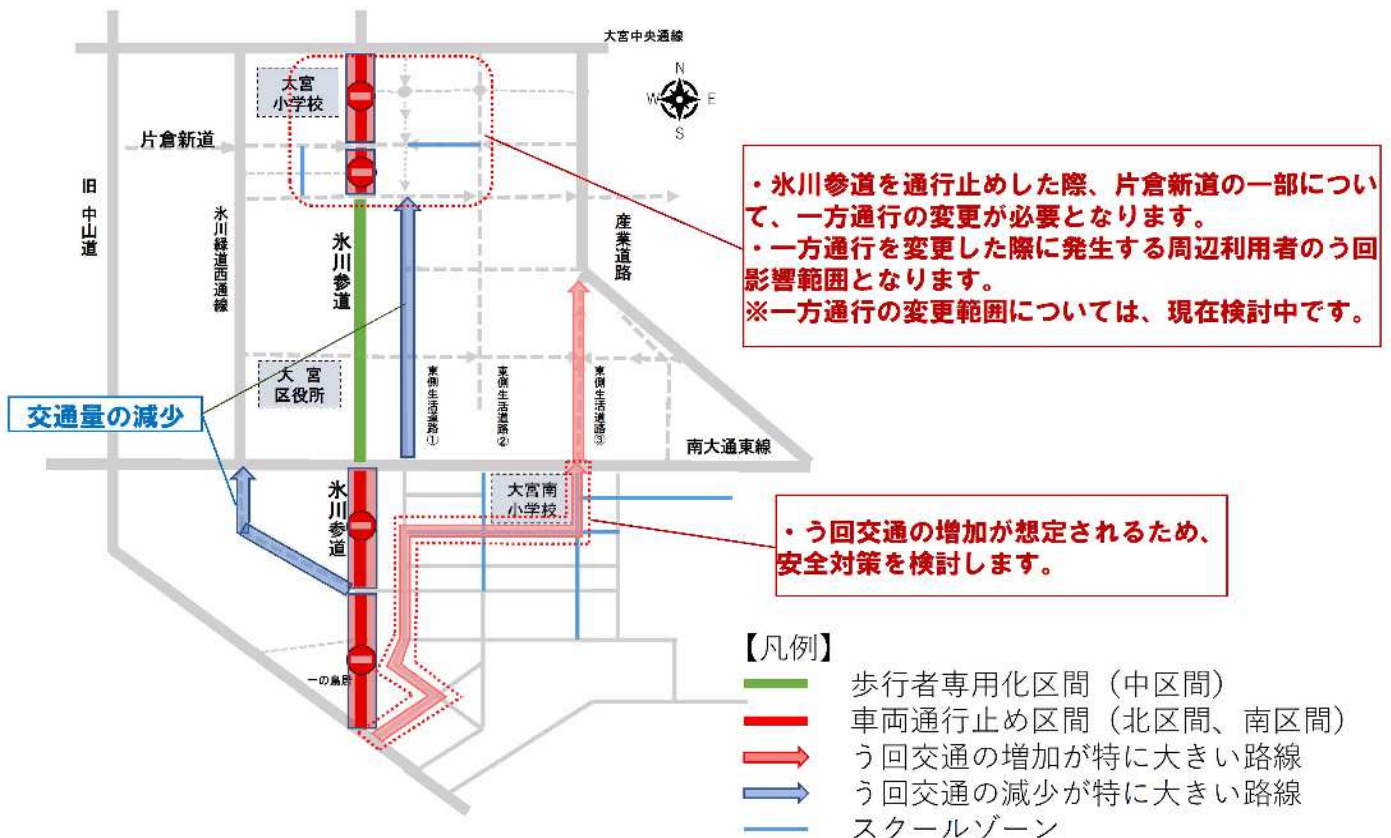 大宮中央通線
N
W E
S
大宮
小学校
片倉新道
旧中山道
氷川緑道西通線
氷川参道
産業道路
・氷川参道を通行止めした際、片倉新道の一部につい
て、一方通行の変更が必要となります。
・一方通行を変更した際に発生する周辺利用者のう回
影響範囲となります。
※一方通行の変更範囲については、現在検討中です。
大宮
区役所
東側生活道路①
東側生活道路②
東側生活道路③
交通量の減少
南大通東線
氷川参道
大宮南
小学校
・う回交通の増加が想定されるため、
安全対策を検討します。
一の鳥居
【凡例】
歩行者専用化区間（中区間）
車両通行止め区間（北区間、南区間）
う回交通の増加が特に大きい路線
う回交通の減少が特に大きい路線
スクールゾーン